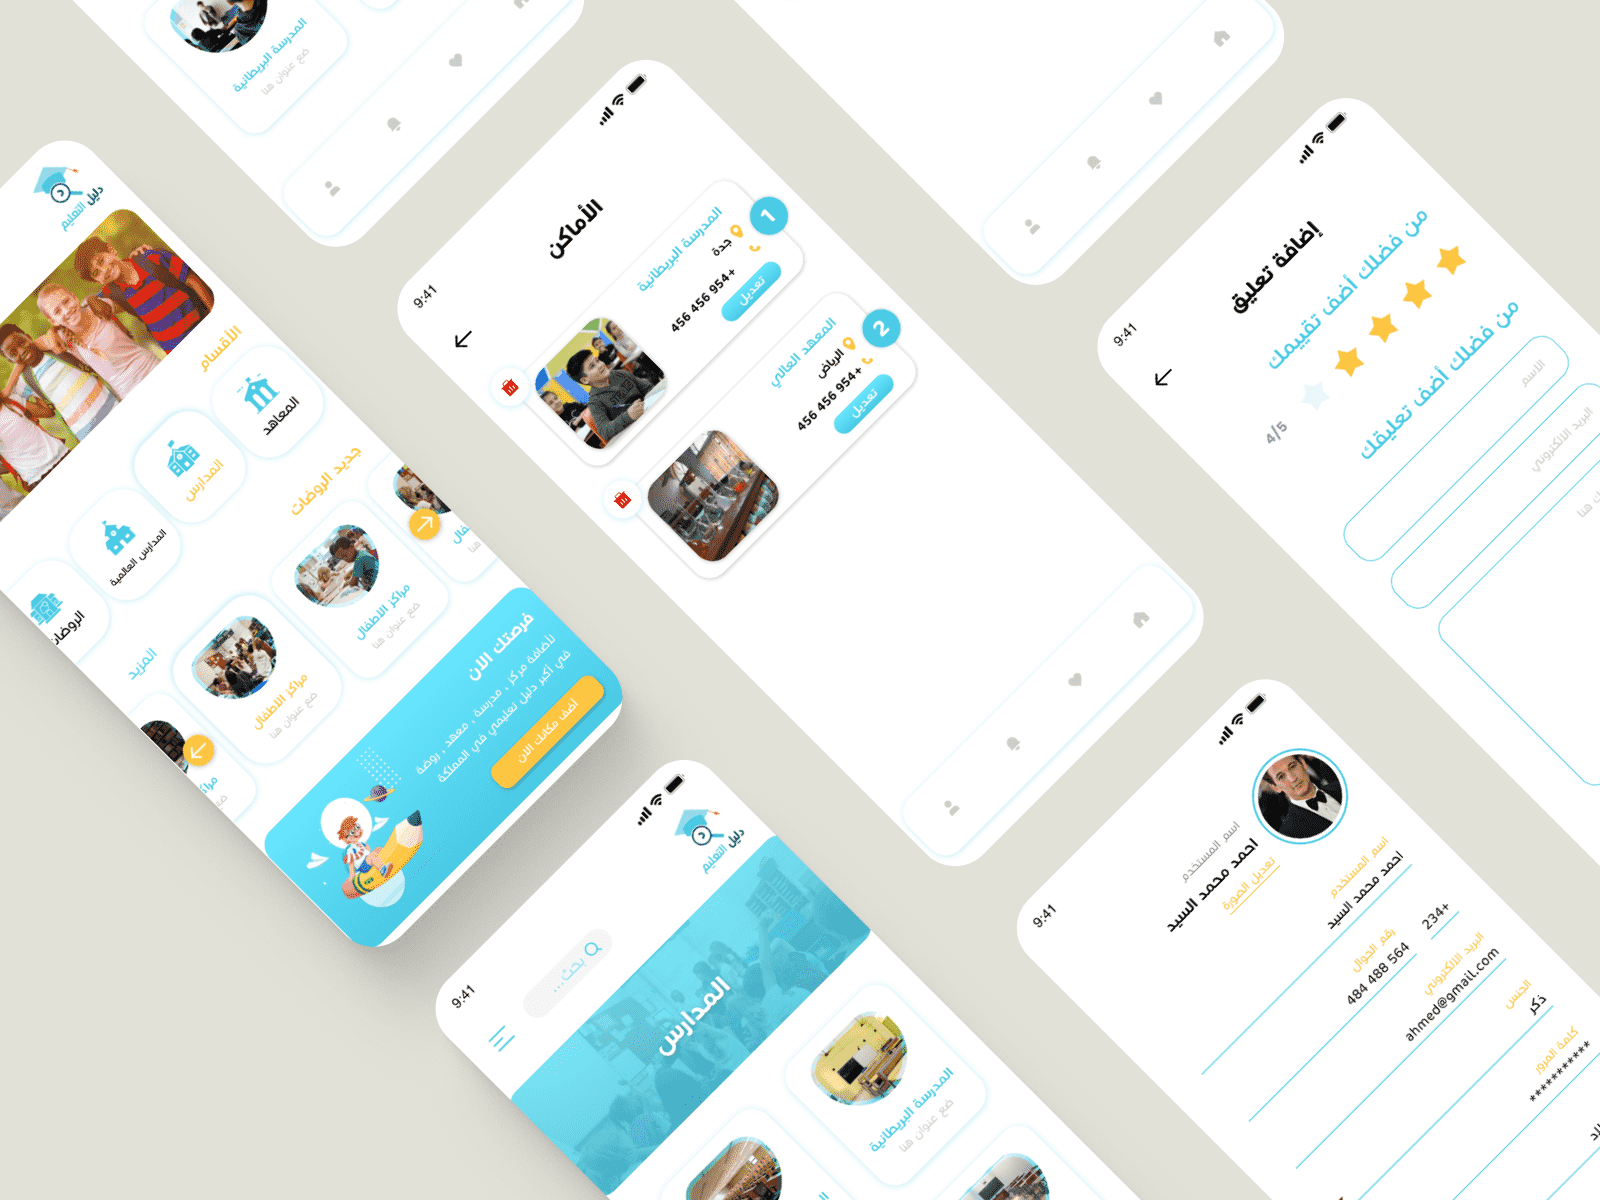 المدرسة البريطانية
ضع عنوان هنا
دليل التعليم
الأقسام
المعاهد
المدارس
المدارس العالمية
الروضات
جديد الروضات
المزيد
مراكز الاطفال
ضع عنوان هنا
مراكز الاطفال
ضع عنوان هنا
فرصتك الان
لأضافة مركز , مدرسة , معهد , روضة
في أكبر دليل تعليمي في المملكة
أضف مكانك الان
9:41
الأماكن
1
المدرسة البريطانية
جدة
+954 456 456
تعديل
2
المعهد العالي
الرياض
+954 456 456
تعديل
9:41
دليل التعليم
بحث...
المدارس
المدرسة البريطانية
ضع عنوان هنا
9:41
إضافة تعليق
من فضلك أضف تقييمك
4/5
من فضلك أضف تعليقك
الاسم
البريد الالكتروني
هنا
9:41
اسم المستخدم
احمد محمد السيد
تعديل الصورة
اسم المستخدم
احمد محمد السيد
رقم الجوال
+234
484 488 564
البريد الالكتروني
ahmed@gmail.com
الجنس
ذكر
كلمة المرور
***********